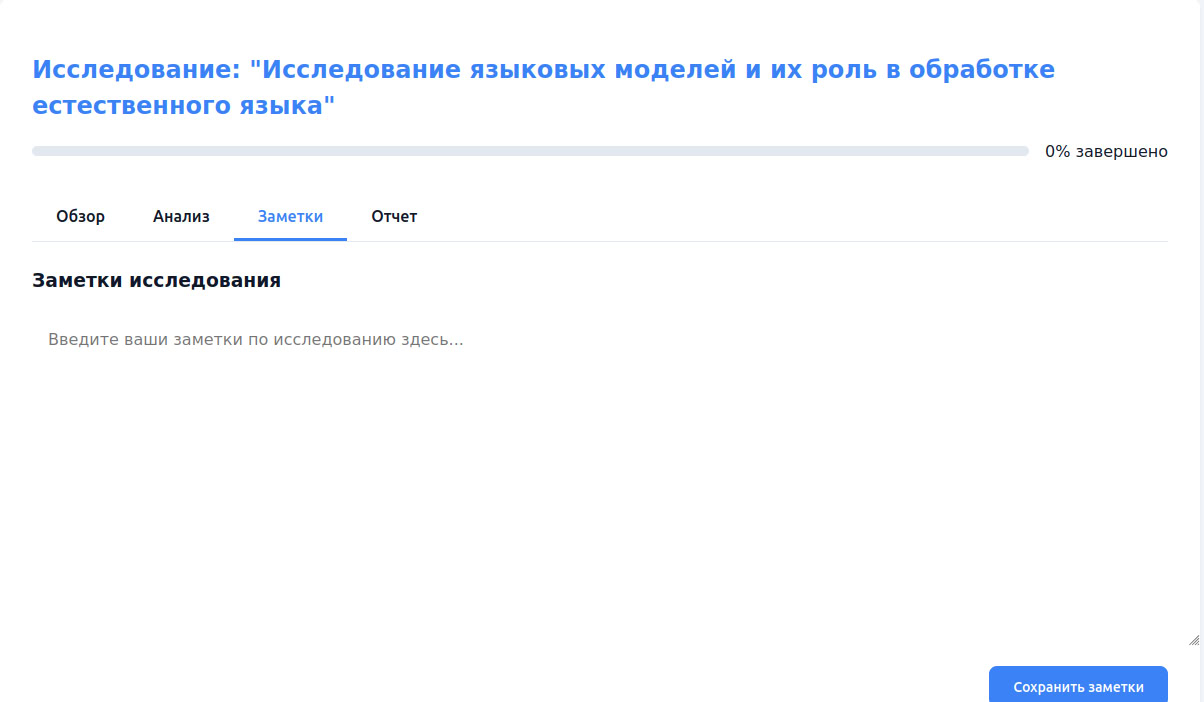 Исследование: "Исследование языковых моделей и их роль в обработке
естественного языка"
0% завершено
Обзор Анализ Заметки Отчет
Заметки исследования
Введите ваши заметки по исследованию здесь...
Сохранить заметки